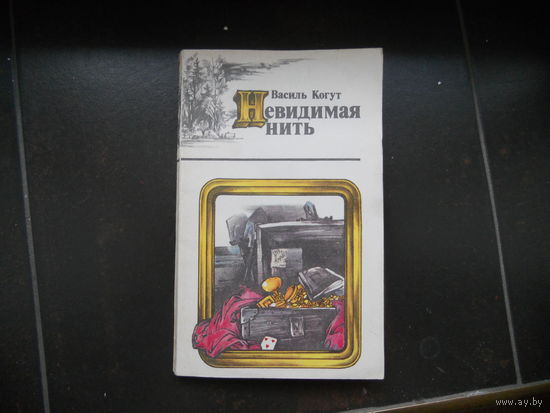 Василь Когут
Невидимая
нить
www.ay.by